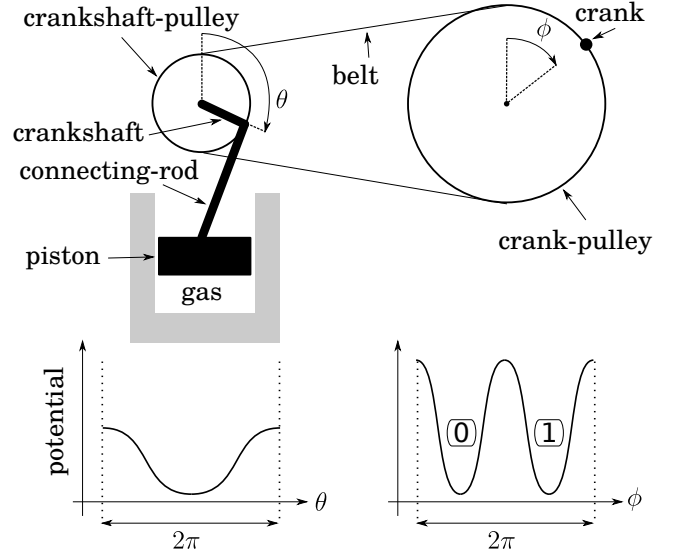 crankshaft-pulley
crank
ϕ
belt
θ
crankshaft
connecting-rod
crank-pulley
piston
gas
potential
0
1
θ
ϕ
2π
2π